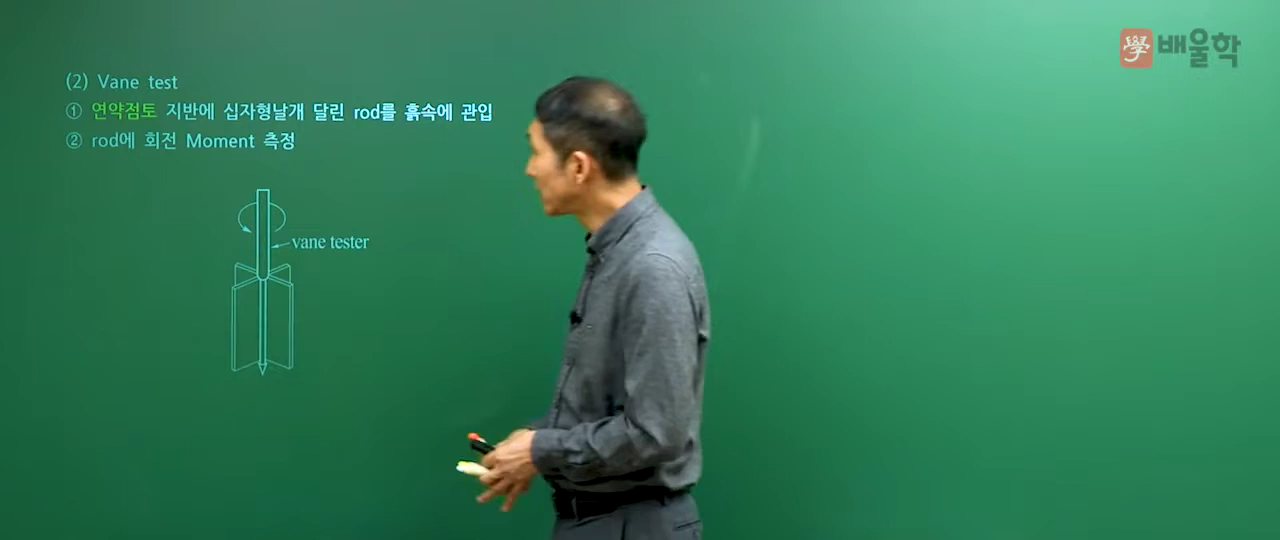 學 배울학
(2) Vane test
① 연약점토 지반에 십자형날개 달린 rod를 흙속에 관입
② rod에 회전 Moment 측정
vane tester